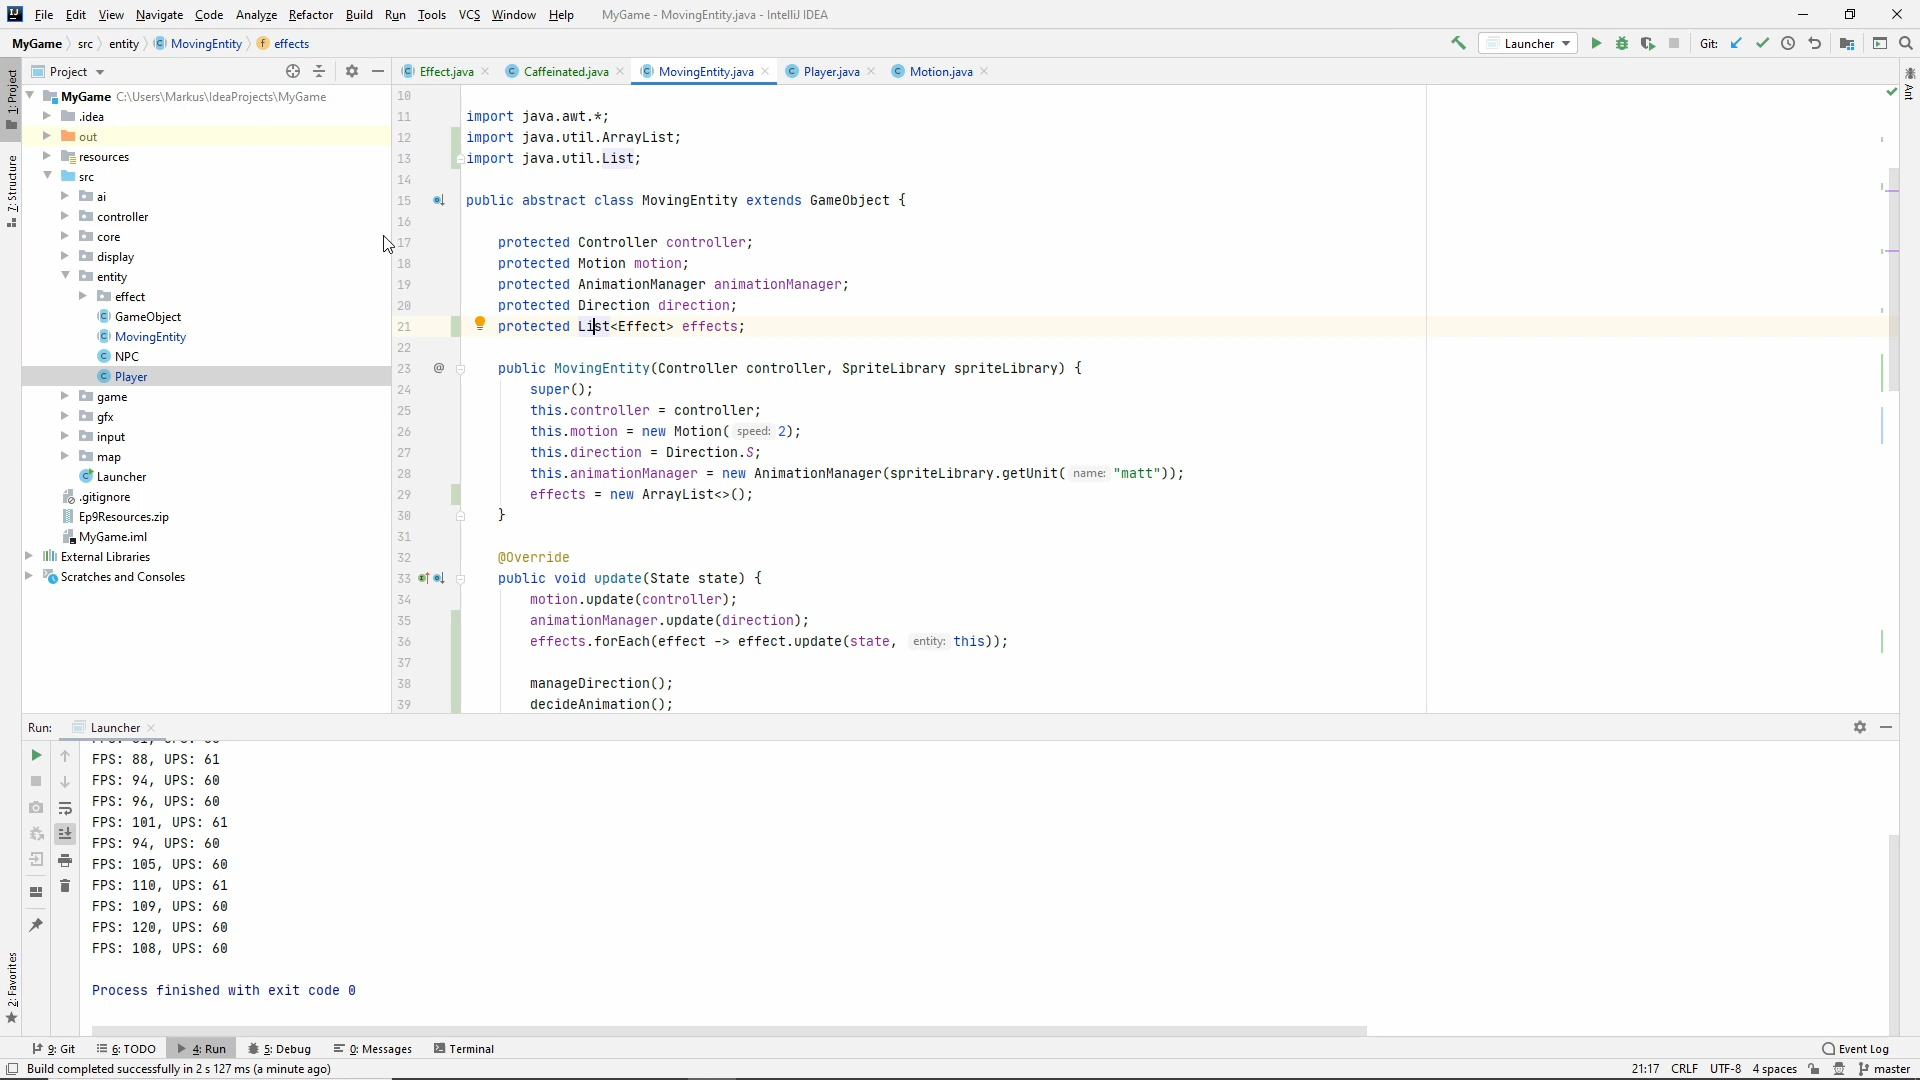 File Edit View Navigate Code Analyze Refactor Build Run Tools VCS Window Help MyGame - MovingEntity.java - IntelliJ IDEA
MyGame src entity MovingEntity effects Launcher Git:
Project
Effect.java Caffeinated.java MovingEntity.java Player.java Motion.java
1: Project
7: Structure
2: Favorites
Ant
MyGame C:\Users\Markus\IdeaProjects\MyGame
.idea
out
resources
src
ai
controller
core
display
entity
effect
GameObject
MovingEntity
NPC
Player
game
gfx
input
map
Launcher
.gitignore
Ep9Resources.zip
MyGame.iml
External Libraries
Scratches and Consoles
10
11 import java.awt.*;
12 import java.util.ArrayList;
13 import java.util.List;
14
15 public abstract class MovingEntity extends GameObject {
16
17 protected Controller controller;
18 protected Motion motion;
19 protected AnimationManager animationManager;
20 protected Direction direction;
21 protected List<Effect> effects;
22
23 @ public MovingEntity(Controller controller, SpriteLibrary spriteLibrary) {
24 super();
25 this.controller = controller;
26 this.motion = new Motion( speed: 2);
27 this.direction = Direction.S;
28 this.animationManager = new AnimationManager(spriteLibrary.getUnit( name: "matt"));
29 effects = new ArrayList<>();
30 }
31
32 @Override
33 public void update(State state) {
34 motion.update(controller);
35 animationManager.update(direction);
36 effects.forEach(effect -> effect.update(state, entity: this));
37
38 manageDirection();
39 decideAnimation();
Run: Launcher
FPS: 88, UPS: 61
FPS: 94, UPS: 60
FPS: 96, UPS: 60
FPS: 101, UPS: 61
FPS: 94, UPS: 60
FPS: 105, UPS: 60
FPS: 110, UPS: 61
FPS: 109, UPS: 60
FPS: 120, UPS: 60
FPS: 108, UPS: 60
Process finished with exit code 0
9: Git 6: TODO 4: Run 5: Debug 0: Messages Terminal Event Log
Build completed successfully in 2 s 127 ms (a minute ago) 21:17 CRLF UTF-8 4 spaces master